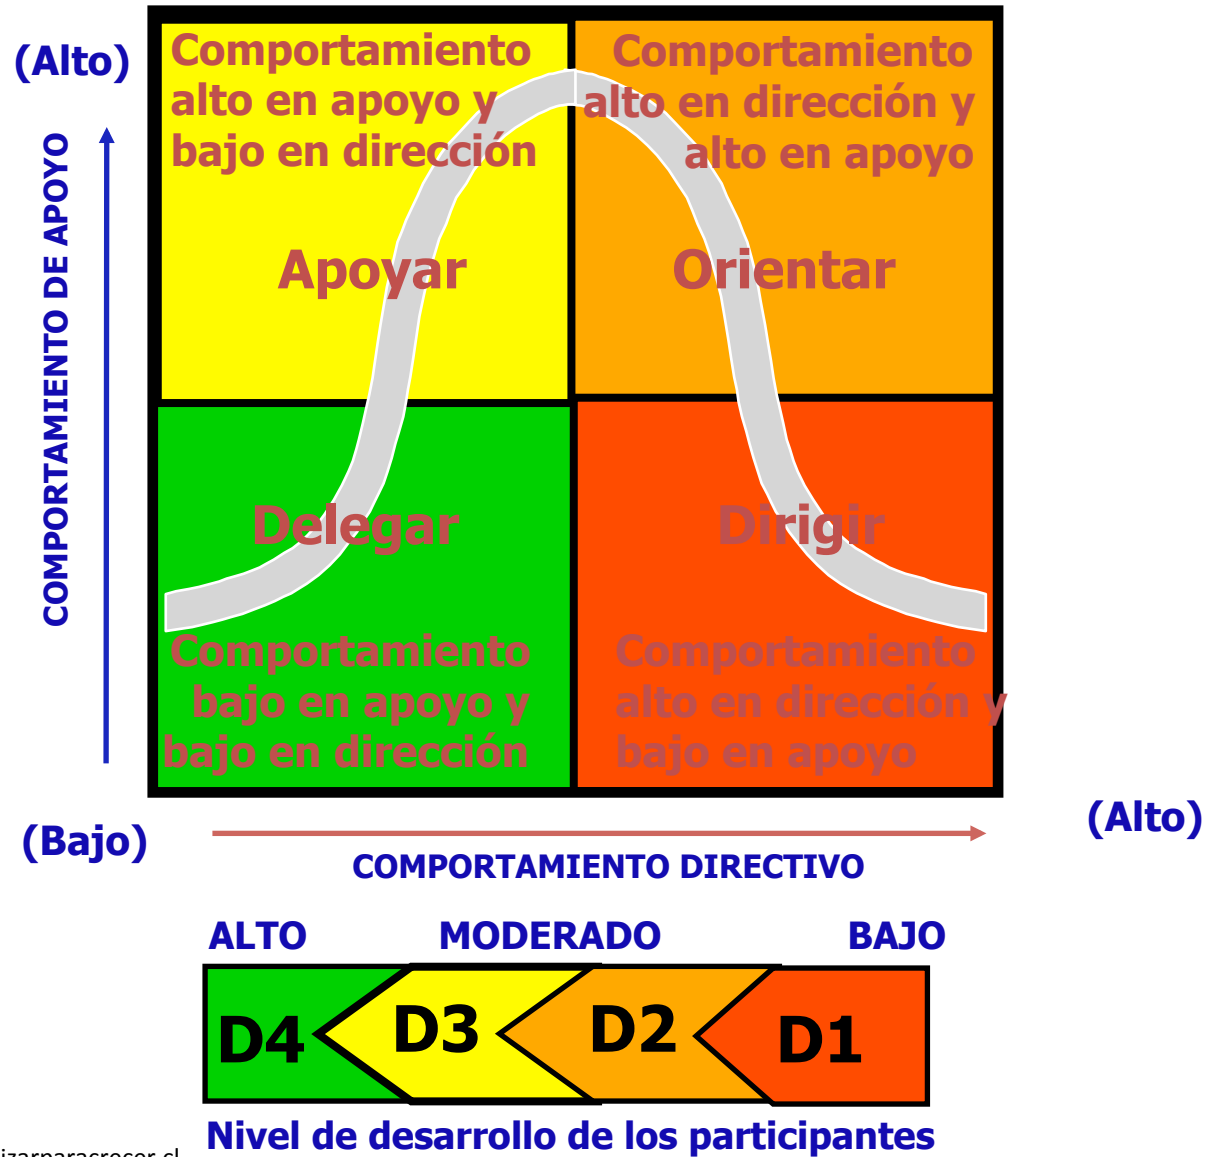 (Alto)
Comportamiento
alto en apoyo y
bajo en dirección
Comportamiento
alto en dirección y
alto en apoyo
COMPORTAMIENTO DE APOYO
Apoyar
Orientar
Delegar
Dirigir
Comportamiento
bajo en apoyo y
bajo en dirección
Comportamiento
alto en dirección y
bajo en apoyo
(Bajo)
(Alto)
COMPORTAMIENTO DIRECTIVO
ALTO MODERADO BAJO
D4 D3 D2 D1
Nivel de desarrollo de los participantes